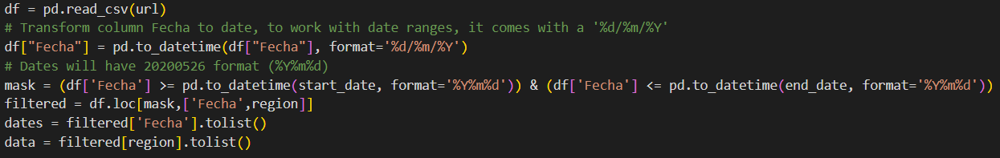 df = pd.read_csv(url)
# Transform column Fecha to date, to work with date ranges, it comes with a '%d/%m/%Y'
df["Fecha"] = pd.to_datetime(df["Fecha"], format='%d/%m/%Y')
# Dates will have 20200526 format (%Y%m%d)
mask = (df['Fecha'] >= pd.to_datetime(start_date, format='%Y%m%d')) & (df['Fecha'] <= pd.to_datetime(end_date, format='%Y%m%d'))
filtered = df.loc[mask,['Fecha',region]]
dates = filtered['Fecha'].tolist()
data = filtered[region].tolist()